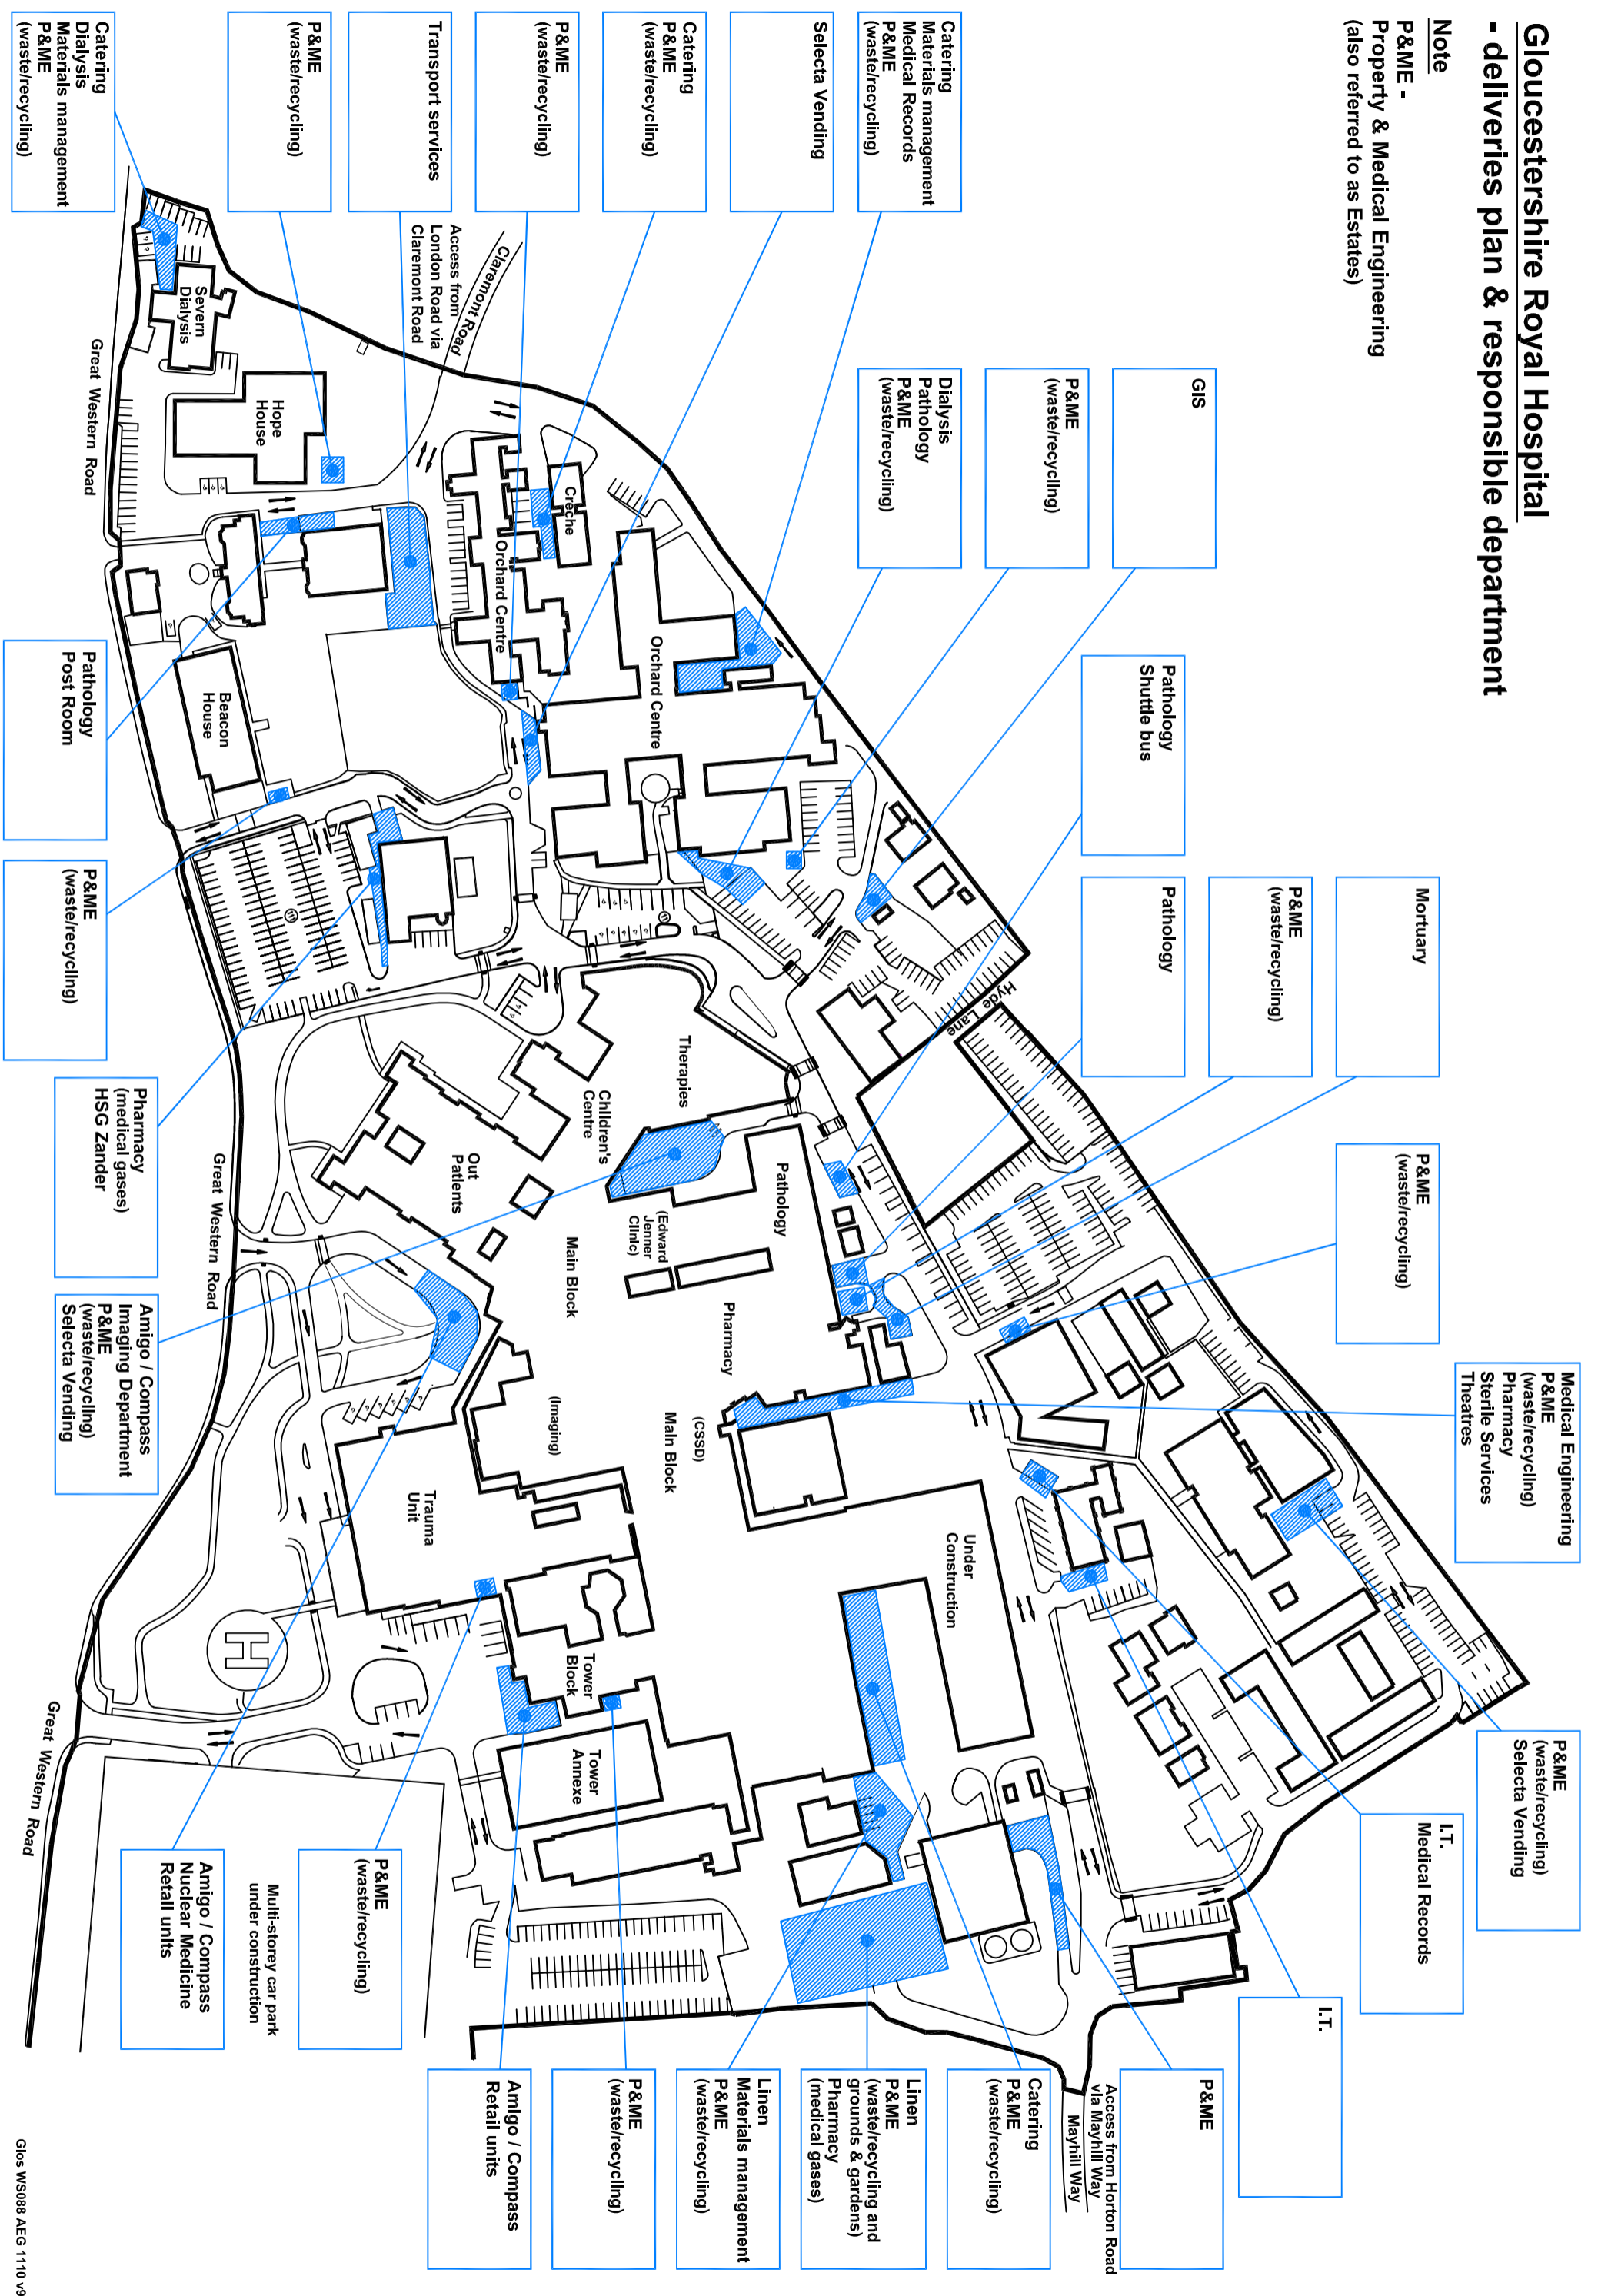 Gloucestershire Royal Hospital
- deliveries plan & responsible department
Note
P&ME -
Property & Medical Engineering
(also referred to as Estates)
Catering
Dialysis
Materials management
P&ME
(waste/recycling)
P&ME
(waste/recycling)
Transport services
P&ME
(waste/recycling)
Catering
P&ME
(waste/recycling)
Selecta Vending
Catering
Materials management
Medical Records
P&ME
(waste/recycling)
Dialysis
Pathology
P&ME
(waste/recycling)
P&ME
(waste/recycling)
GIS
Pathology
Shuttle bus
Pathology
P&ME
(waste/recycling)
Mortuary
P&ME
(waste/recycling)
Medical Engineering
P&ME
(waste/recycling)
Pharmacy
Sterile Services
Theatres
P&ME
(waste/recycling)
Selecta Vending
I.T.
Medical Records
I.T.
P&ME
Access from Horton Road
via Mayhill Way
Mayhill Way
Claremont Road
Access from
London Road via
Claremont Road
Severn
Dialysis
Hope
House
Great Western Road
Crèche
Orchard Centre
Orchard Centre
Beacon
House
Hyde
Lane
Therapies
Children's
Centre
Out
Patients
Pathology
(Edward
Jenner
Clinic)
Main Block
Pharmacy
(Imaging)
(CSSD)
Main Block
Under
Construction
Trauma
Unit
H
Tower
Block
Tower
Annexe
Great Western Road
Great Western Road
Multi-storey car park
under construction
Pathology
Post Room
P&ME
(waste/recycling)
Pharmacy
(medical gases)
HSG Zander
Amigo / Compass
Imaging Department
P&ME
(waste/recycling)
Selecta Vending
Amigo / Compass
Nuclear Medicine
Retail units
P&ME
(waste/recycling)
Amigo / Compass
Retail units
P&ME
(waste/recycling)
Linen
Materials management
P&ME
(waste/recycling)
Linen
P&ME
(waste/recycling and
grounds & gardens)
Pharmacy
(medical gases)
Catering
P&ME
(waste/recycling)
Glos WS088 AEG 1110 v9